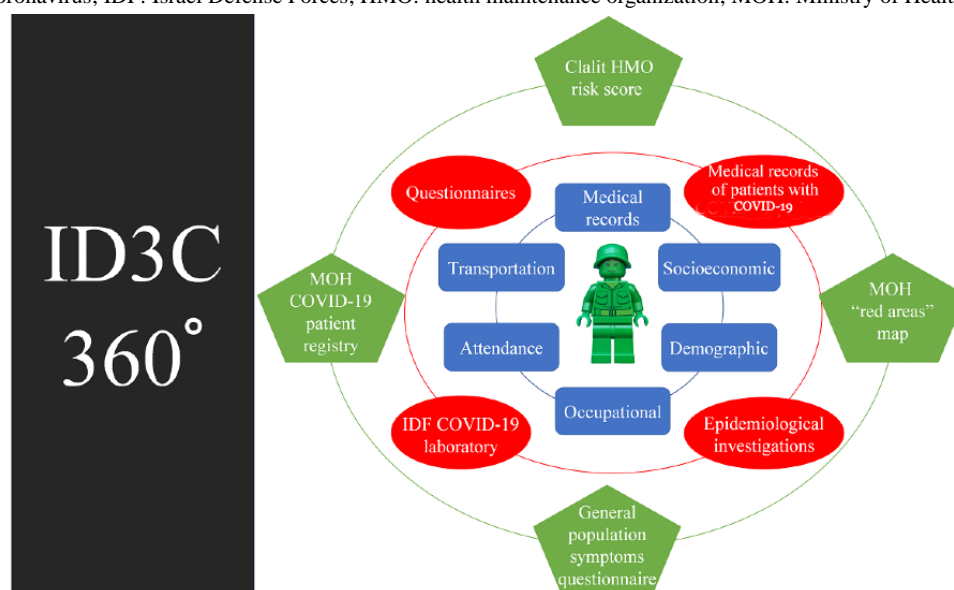 oronavirus; IDF: Israel Defense Forces; HMO: health maintenance organization; MOH: Ministry of Healt
ID3C
360°
Clalit HMO
risk score
Questionnaires
Medical records
of patients with
COVID-19
Medical
records
Transportation
Socioeconomic
MOH
COVID-19
patient
registry
MOH
“red areas”
map
Attendance
Demographic
Occupational
IDF COVID-19
laboratory
Epidemiological
investigations
General
population
symptoms
questionnaire